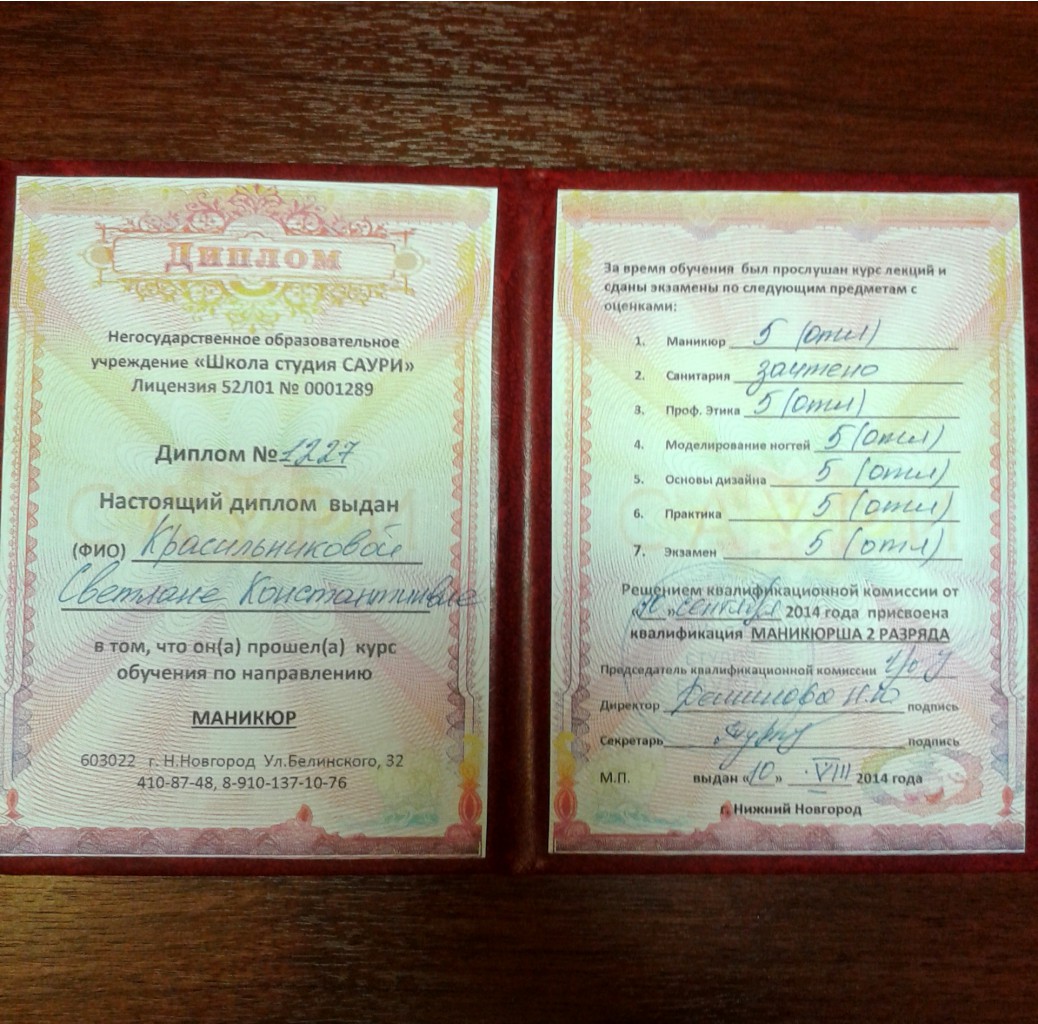 Диплом
Негосударственное образовательное
учреждение «Школа студия САУРИ»
Лицензия 52Л01 № 0001289
Диплом № 1227
Настоящий диплом выдан
(ФИО) Красильниковой
Светлане Константиновне
в том, что он(а) прошел(а) курс
обучения по направлению
МАНИКЮР
603022 г. Н.Новгород Ул.Белинского, 32
410-87-48, 8-910-137-10-76
За время обучения был прослушан курс лекций и
сданы экзамены по следующим предметам с
оценками:
1. Маникюр 5 (отл)
2. Санитария зачтено
3. Проф. Этика 5 (отл)
4. Моделирование ногтей 5 (отл)
5. Основы дизайна 5 (отл)
6. Практика 5 (отл)
7. Экзамен 5 (отл)
Решением квалификационной комиссии от
«10» сентября 2014 года присвоена
квалификация МАНИКЮРША 2 РАЗРЯДА
Председатель квалификационной комиссии
Директор подпись
Секретарь подпись
М.П. выдан «10» VIII 2014 года
г. Нижний Новгород